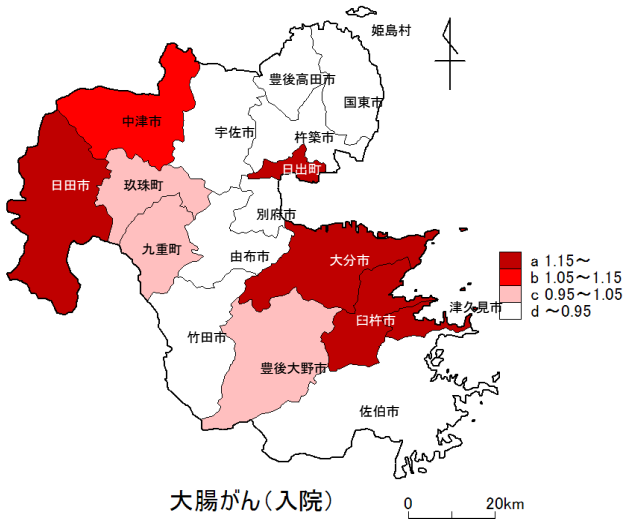 姫島村
豊後高田市
国東市
中津市
宇佐市
杵築市
日出町
日田市
玖珠町
別府市
九重町
由布市
大分市
a 1.15～
b 1.05～1.15
c 0.95～1.05
d ～0.95
津久見市
臼杵市
竹田市
豊後大野市
佐伯市
大腸がん（入院）
0 20km